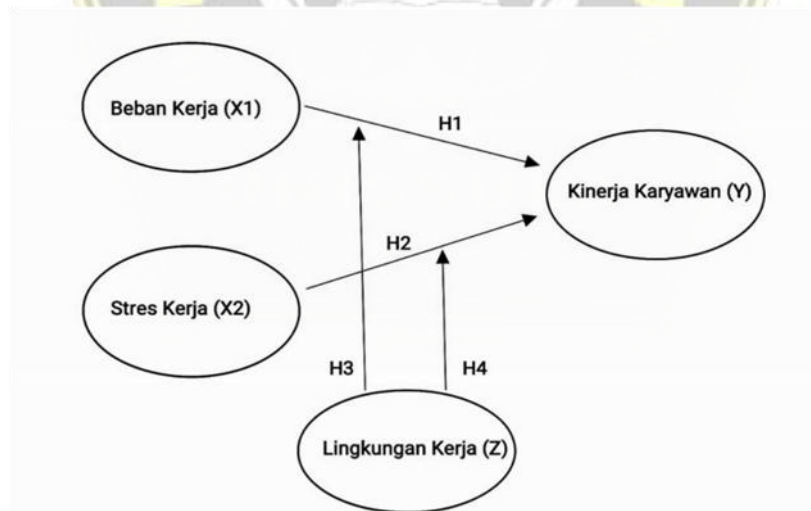 Beban Kerja (X1)
H1
Kinerja Karyawan (Y)
H2
Stres Kerja (X2)
H3
H4
Lingkungan Kerja (Z)